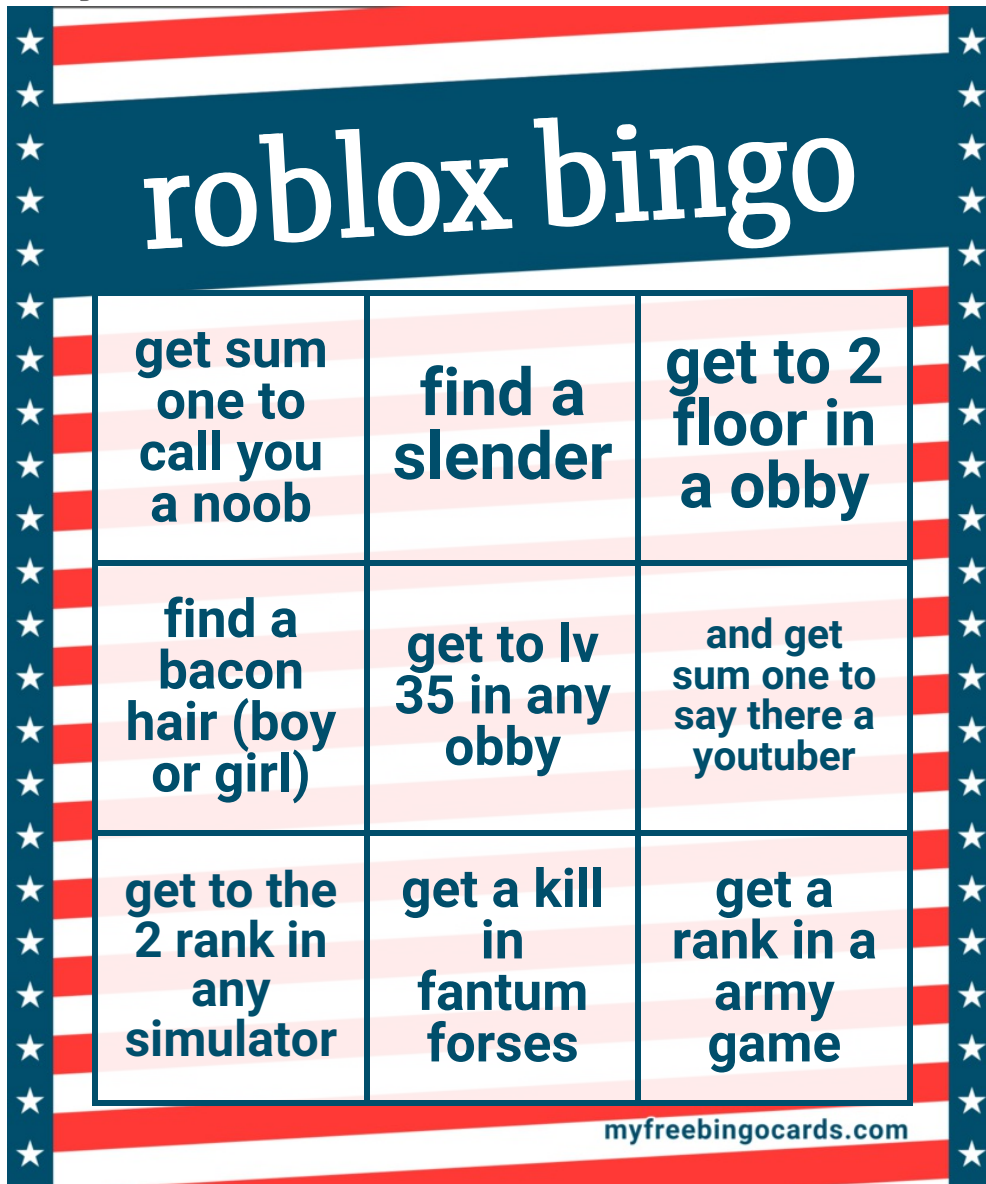 roblox bingo
get sum
one to
call you
a noob
find a
slender
get to 2
floor in
a obby
find a
bacon
hair (boy
or girl)
get to lv
35 in any
obby
and get
sum one to
say there a
youtuber
get to the
2 rank in
any
simulator
get a kill
in
fantum
forses
get a
rank in a
army
game
myfreebingocards.com